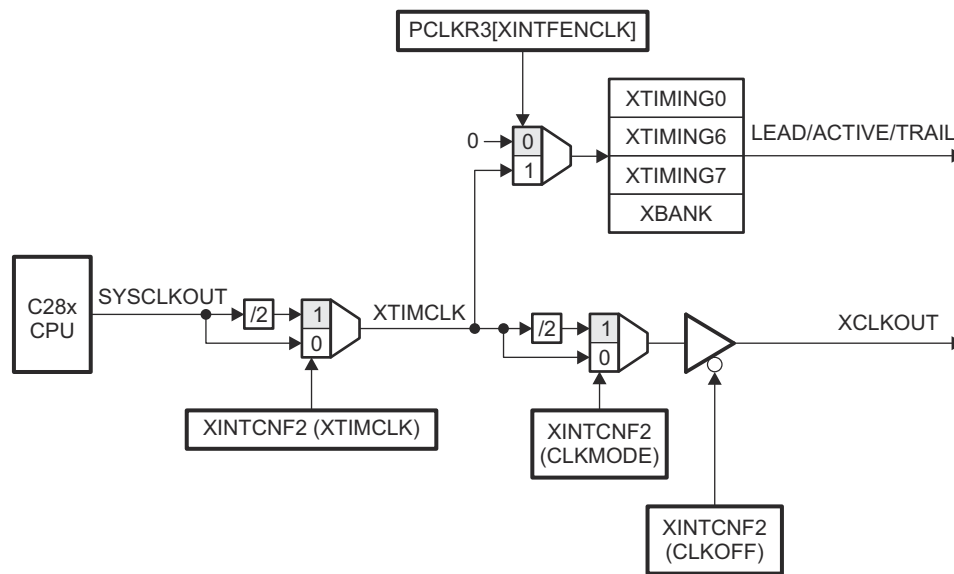 PCLKR3[XINTFENCLK]
XTIMING0
XTIMING6
XTIMING7
XBANK
LEAD/ACTIVE/TRAIL
0
0
1
C28x
CPU
SYSCLKOUT
/2
1
0
XTIMCLK
/2
1
0
XCLKOUT
XINTCNF2 (XTIMCLK)
XINTCNF2
(CLKMODE)
XINTCNF2
(CLKOFF)